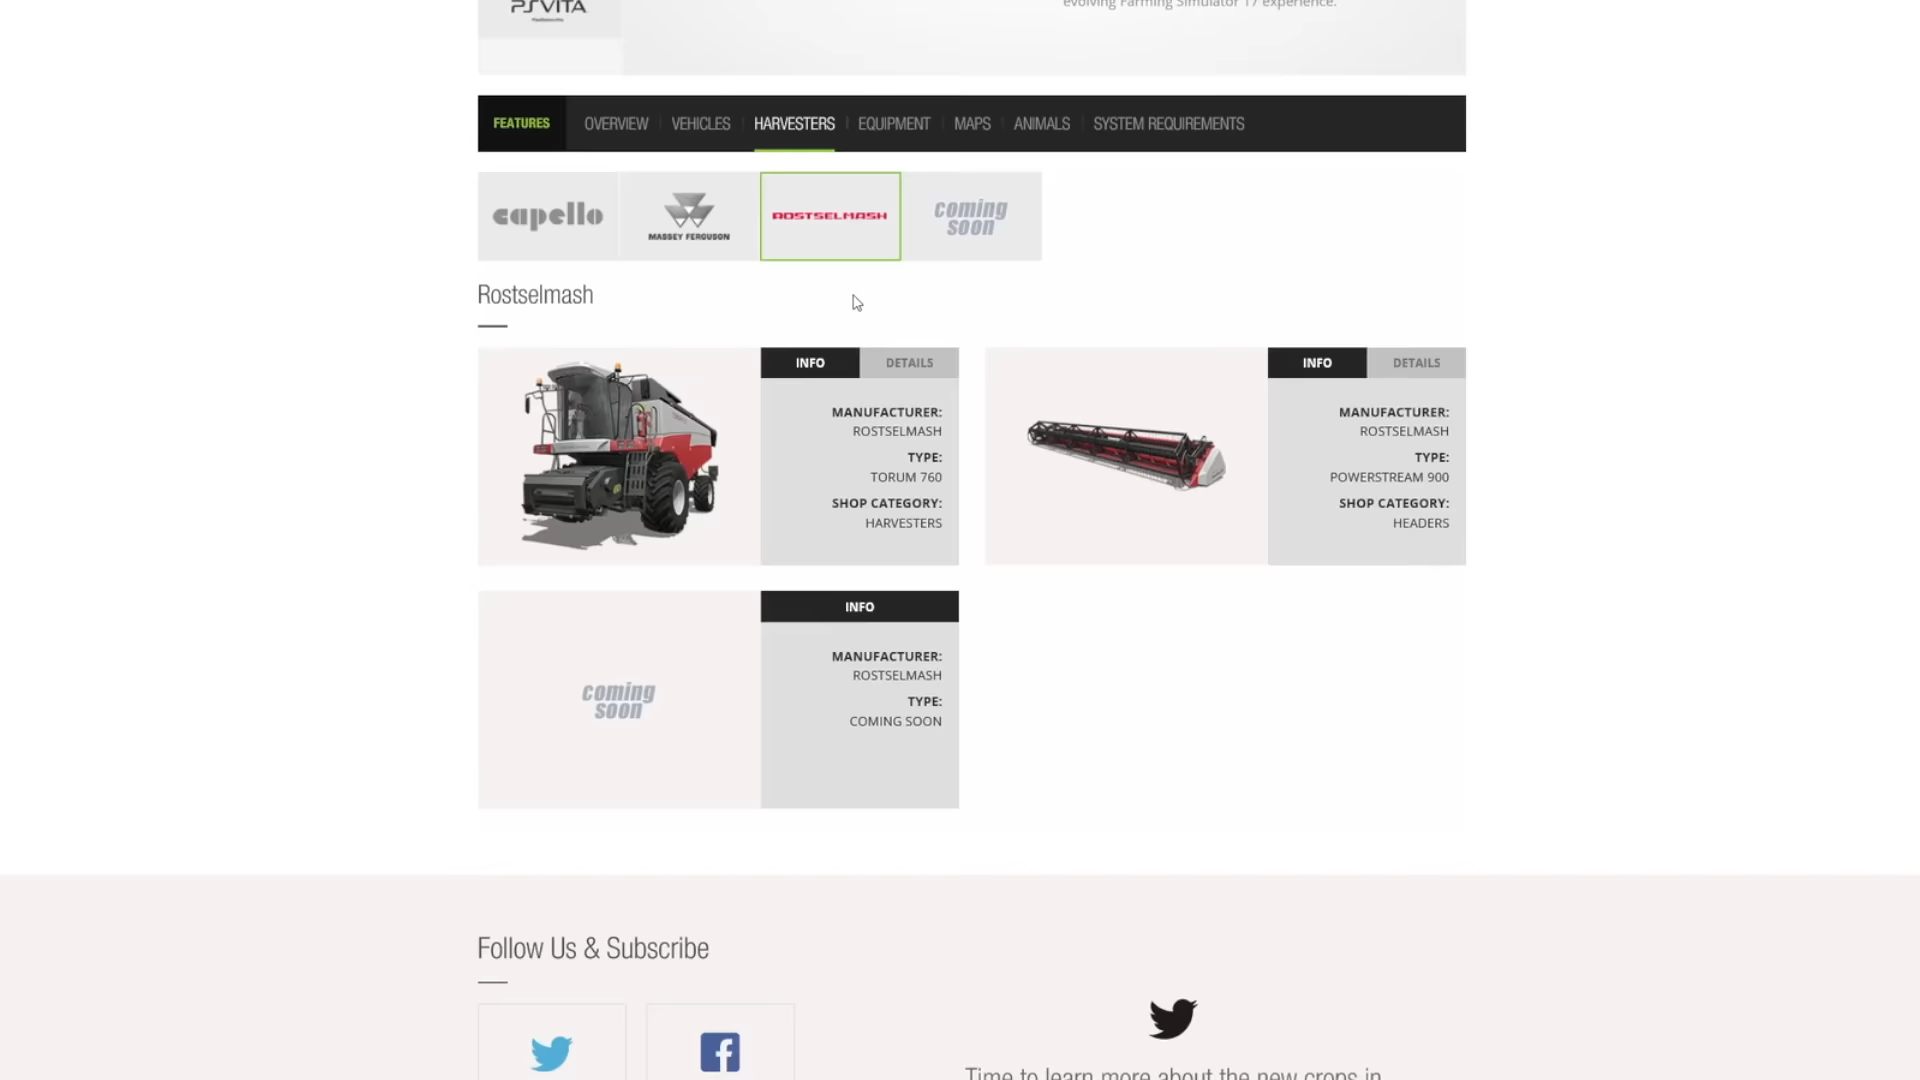 PSVITA
evolving Farming Simulator 17 experience.
FEATURES OVERVIEW VEHICLES HARVESTERS EQUIPMENT MAPS ANIMALS SYSTEM REQUIREMENTS
capello
MASSEY FERGUSON
ROSTSELMASH
coming
soon
Rostselmash
INFO DETAILS
MANUFACTURER:
ROSTSELMASH
TYPE:
TORUM 760
SHOP CATEGORY:
HARVESTERS
INFO DETAILS
MANUFACTURER:
ROSTSELMASH
TYPE:
POWERSTREAM 900
SHOP CATEGORY:
HEADERS
coming
soon
INFO
MANUFACTURER:
ROSTSELMASH
TYPE:
COMING SOON
Follow Us & Subscribe
Time to learn more about the new crops in